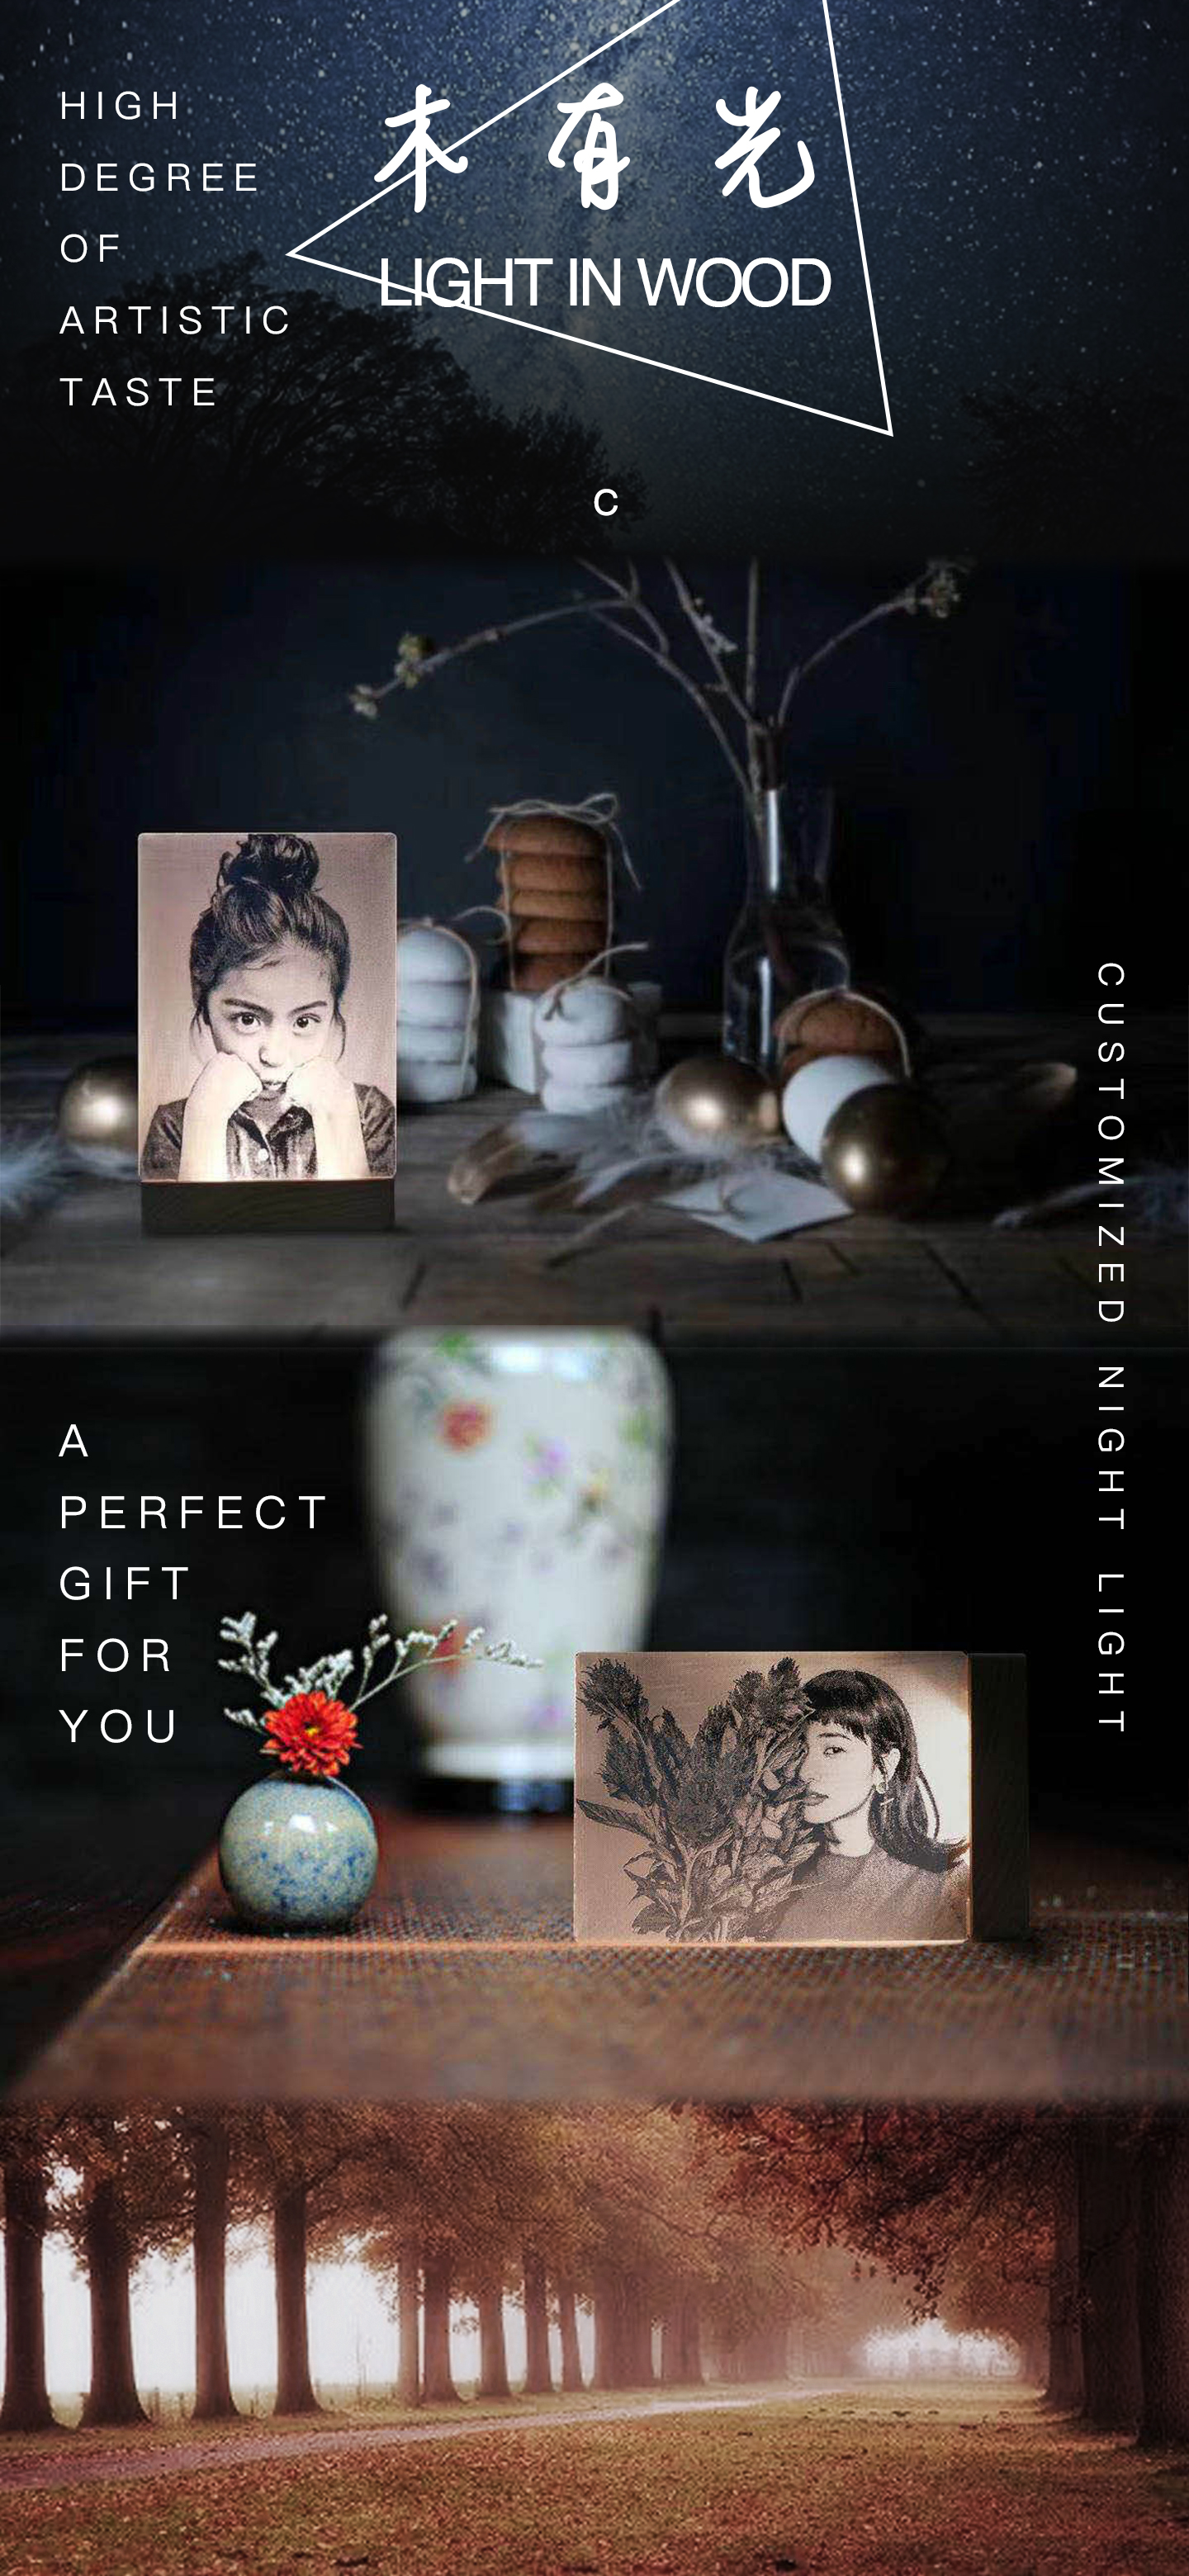 HIGH
DEGREE
OF
ARTISTIC
TASTE
木有光
LIGHT IN WOOD
C
CUSTOMIZED NIGHT LIGHT
A
PERFECT
GIFT
FOR
YOU